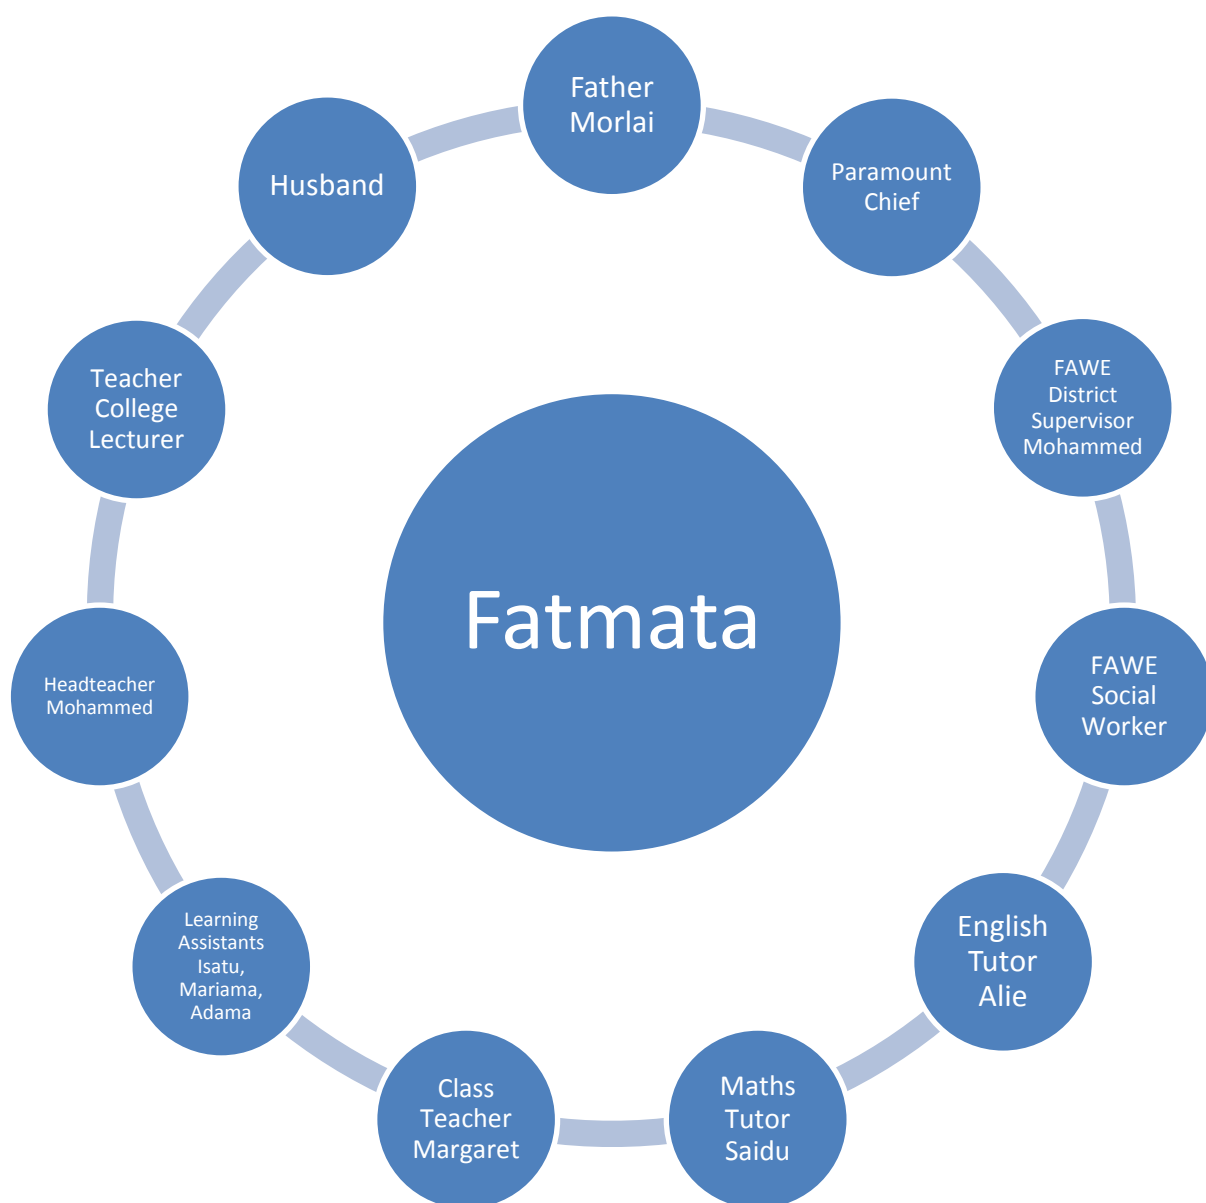 Father
Morlai
Paramount
Chief
FAWE
District
Supervisor
Mohammed
FAWE
Social
Worker
English
Tutor
Alie
Maths
Tutor
Saidu
Class
Teacher
Margaret
Learning
Assistants
Isatu,
Mariama,
Adama
Headteacher
Mohammed
Teacher
College
Lecturer
Husband
Fatmata